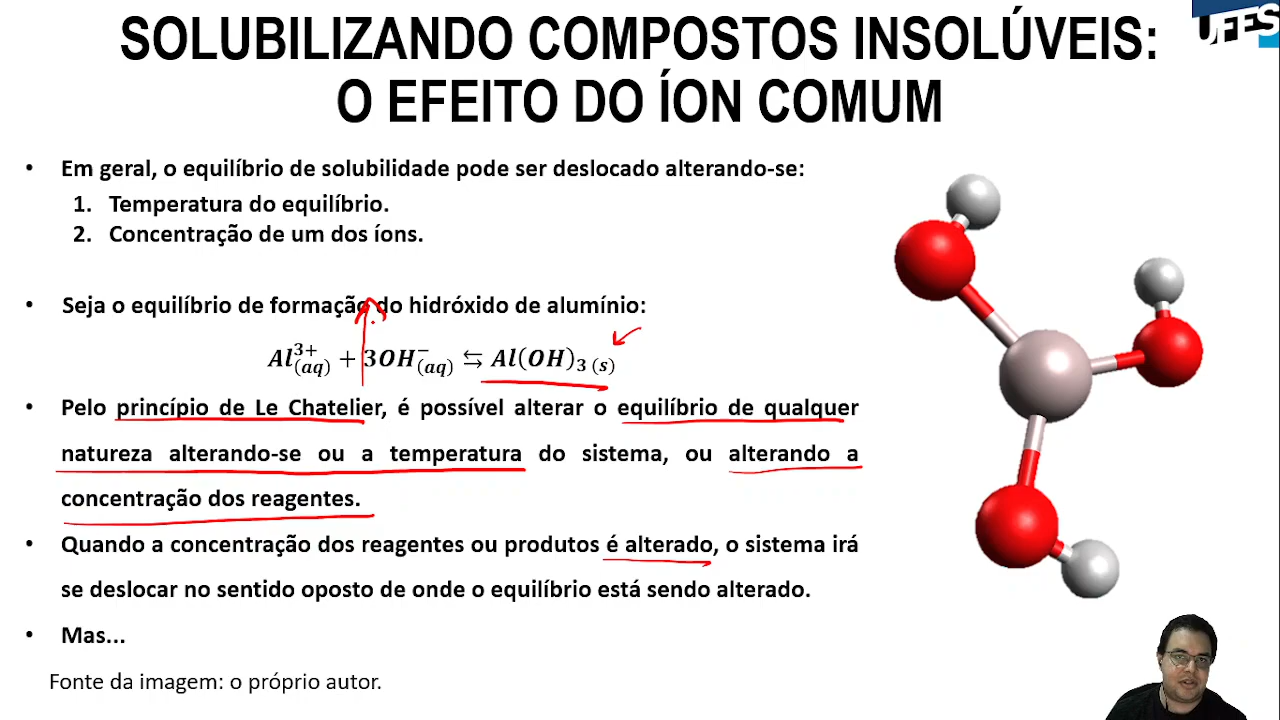 SOLUBILIZANDO COMPOSTOS INSOLÚVEIS:
O EFEITO DO ÍON COMUM
UFES
• Em geral, o equilíbrio de solubilidade pode ser deslocado alterando-se:
1. Temperatura do equilíbrio.
2. Concentração de um dos íons.
• Seja o equilíbrio de formação do hidróxido de alumínio:
Al³⁺(aq) + 3OH⁻(aq) ⇆ Al(OH)₃ (s)
• Pelo princípio de Le Chatelier, é possível alterar o equilíbrio de qualquer
natureza alterando-se ou a temperatura do sistema, ou alterando a
concentração dos reagentes.
• Quando a concentração dos reagentes ou produtos é alterado, o sistema irá
se deslocar no sentido oposto de onde o equilíbrio está sendo alterado.
• Mas...
Fonte da imagem: o próprio autor.